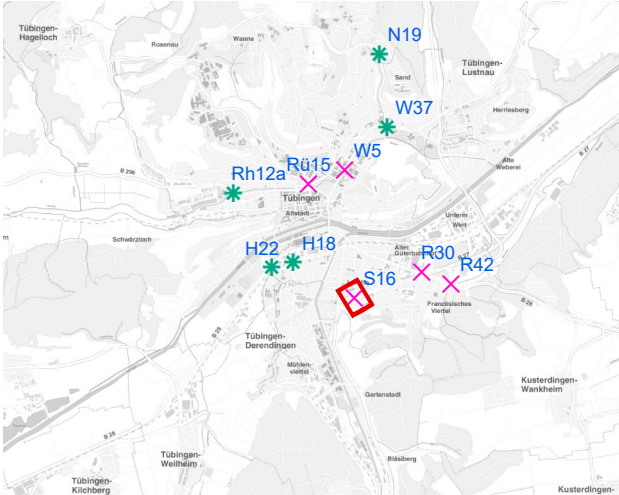 N19
Tübingen-
Hagelloch
Wanne
Rosenau
Tübingen-
Lustnau
Sand
W37
Herrlesberg
B 27
W5
Alte
Weberei
Rü15
Rh12a
B 296
Tübingen
Altstadt
Unterm
Wert
Schwärzloch
Alter
Güterbahnhof
H18
H22
R30
B 27
R42
S16
Französisches
Viertel
B 28
B 28
Tübingen-
Derendingen
Mühlen-
viertel
Kusterdingen-
Wankheim
Gartenstadt
B 28
Tübingen-
Weilheim
Bläsiberg
Tübingen-
Kilchberg
Kusterdingen-